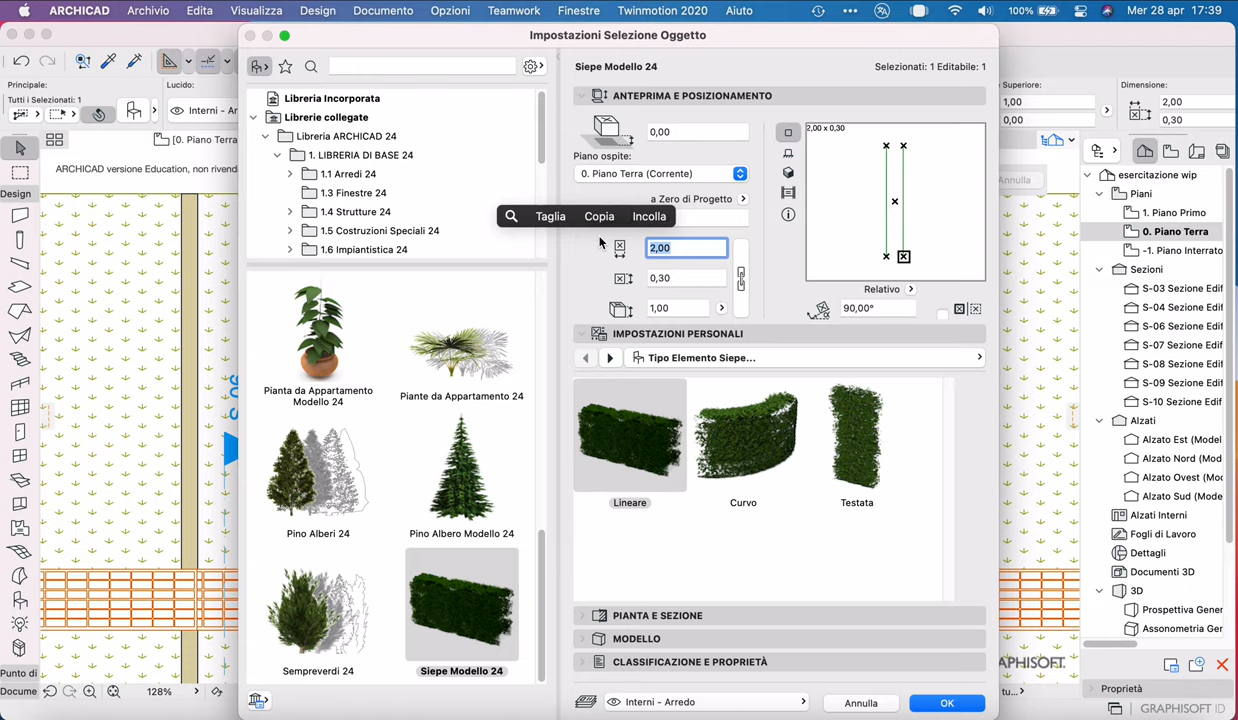 ARCHICAD Archivio Edita Visualizza Design Documento Opzioni Teamwork Finestre Twinmotion 2020 Aiuto 100% Mer 28 apr 17:39
Impostazioni Selezione Oggetto
Principale:
Tutti i Selezionati: 1
Lucido:
Interni - Ar
[0. Piano Terra
ARCHICAD versione Education, non riven
Design
Punto di
Docume
128%
Libreria Incorporata
Librerie collegate
Libreria ARCHICAD 24
1. LIBRERIA DI BASE 24
1.1 Arredi 24
1.3 Finestre 24
1.4 Strutture 24
1.5 Costruzioni Speciali 24
1.6 Impiantistica 24
Pianta da Appartamento Modello 24
Piante da Appartamento 24
Pino Alberi 24
Pino Albero Modello 24
Sempreverdi 24
Siepe Modello 24
Siepe Modello 24
Selezionati: 1 Editabile: 1
ANTEPRIMA E POSIZIONAMENTO
0,00
Piano ospite:
0. Piano Terra (Corrente)
a Zero di Progetto
Taglia Copia Incolla
2,00
0,30
1,00
2,00 x 0,30
Relativo
90,00°
IMPOSTAZIONI PERSONALI
Tipo Elemento Siepe...
Lineare
Curvo
Testata
PIANTA E SEZIONE
MODELLO
CLASSIFICAZIONE E PROPRIETÀ
Interni - Arredo
Annulla
OK
Superiore:
1,00
0,00
Dimensione:
2,00
0,30
Annulla
esercitazione wip
Piani
1. Piano Primo
0. Piano Terra
-1. Piano Interrato
Sezioni
S-03 Sezione Edif
S-04 Sezione Edif
S-06 Sezione Edif
S-07 Sezione Edif
S-08 Sezione Edif
S-09 Sezione Edif
S-10 Sezione Edif
Alzati
Alzato Est (Model
Alzato Nord (Mo
Alzato Ovest (Mo
Alzato Sud (Mode
Alzati Interni
Fogli di Lavoro
Dettagli
Documenti 3D
3D
Prospettiva Gener
Assonometria Ger
Proprietà
GRAPHISOFT ID